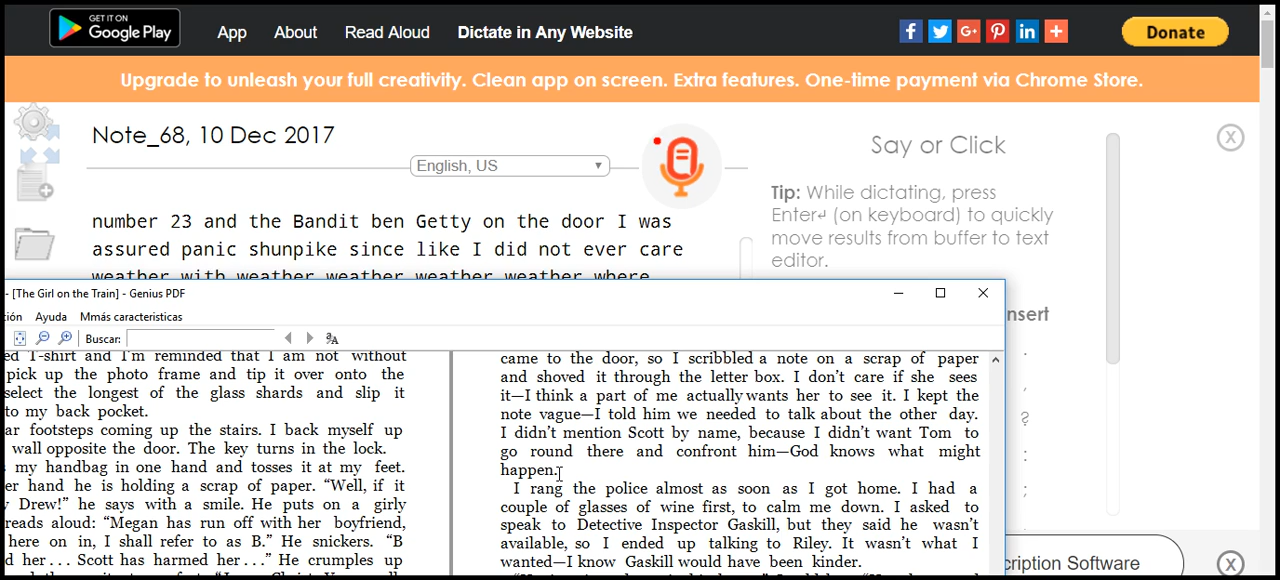 GET IT ON
Google Play
App
About
Read Aloud
Dictate in Any Website
Donate
Upgrade to unleash your full creativity. Clean app on screen. Extra features. One-time payment via Chrome Store.
Note_68, 10 Dec 2017
English, US
number 23 and the Bandit ben Getty on the door I was
assured panic shunpike since like I did not ever care
weather with weather weather weather weather where
Say or Click
Tip: While dictating, press
Enter↵ (on keyboard) to quickly
move results from buffer to text
editor.
nsert
.
,
?
:
;
cription Software
- [The Girl on the Train] - Genius PDF
ión Ayuda Mmás caracteristicas
Buscar:
ed T-shirt and I'm reminded that I am not without
pick up the photo frame and tip it over onto the
select the longest of the glass shards and slip it
to my back pocket.
ar footsteps coming up the stairs. I back myself up
wall opposite the door. The key turns in the lock.
my handbag in one hand and tosses it at my feet.
er hand he is holding a scrap of paper. “Well, if it
y Drew!” he says with a smile. He puts on a girly
reads aloud: “Megan has run off with her boyfriend,
here on in, I shall refer to as B.” He snickers. “B
d her . . . Scott has harmed her . . .” He crumples up
came to the door, so I scribbled a note on a scrap of paper
and shoved it through the letter box. I don’t care if she sees
it—I think a part of me actually wants her to see it. I kept the
note vague—I told him we needed to talk about the other day.
I didn’t mention Scott by name, because I didn’t want Tom to
go round there and confront him—God knows what might
happen.
I rang the police almost as soon as I got home. I had a
couple of glasses of wine first, to calm me down. I asked to
speak to Detective Inspector Gaskill, but they said he wasn’t
available, so I ended up talking to Riley. It wasn’t what I
wanted—I know Gaskill would have been kinder.